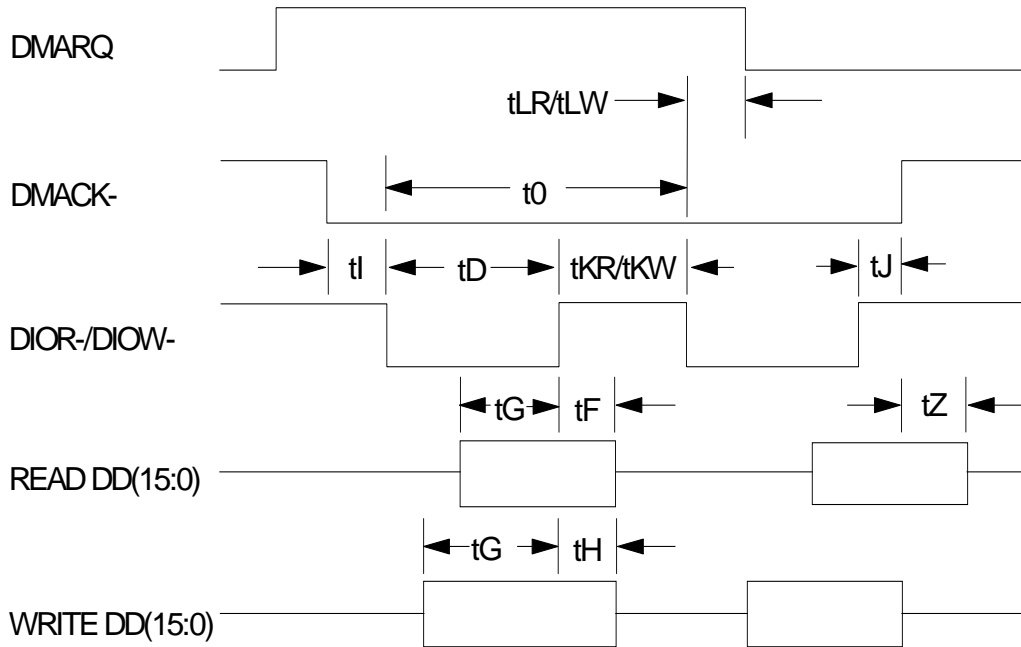 DMARQ
tLR/tLW
DMACK-
t0
tI tD tKR/tKW tJ
DIOR-/DIOW-
tG tF tZ
READ DD(15:0)
tG tH
WRITE DD(15:0)